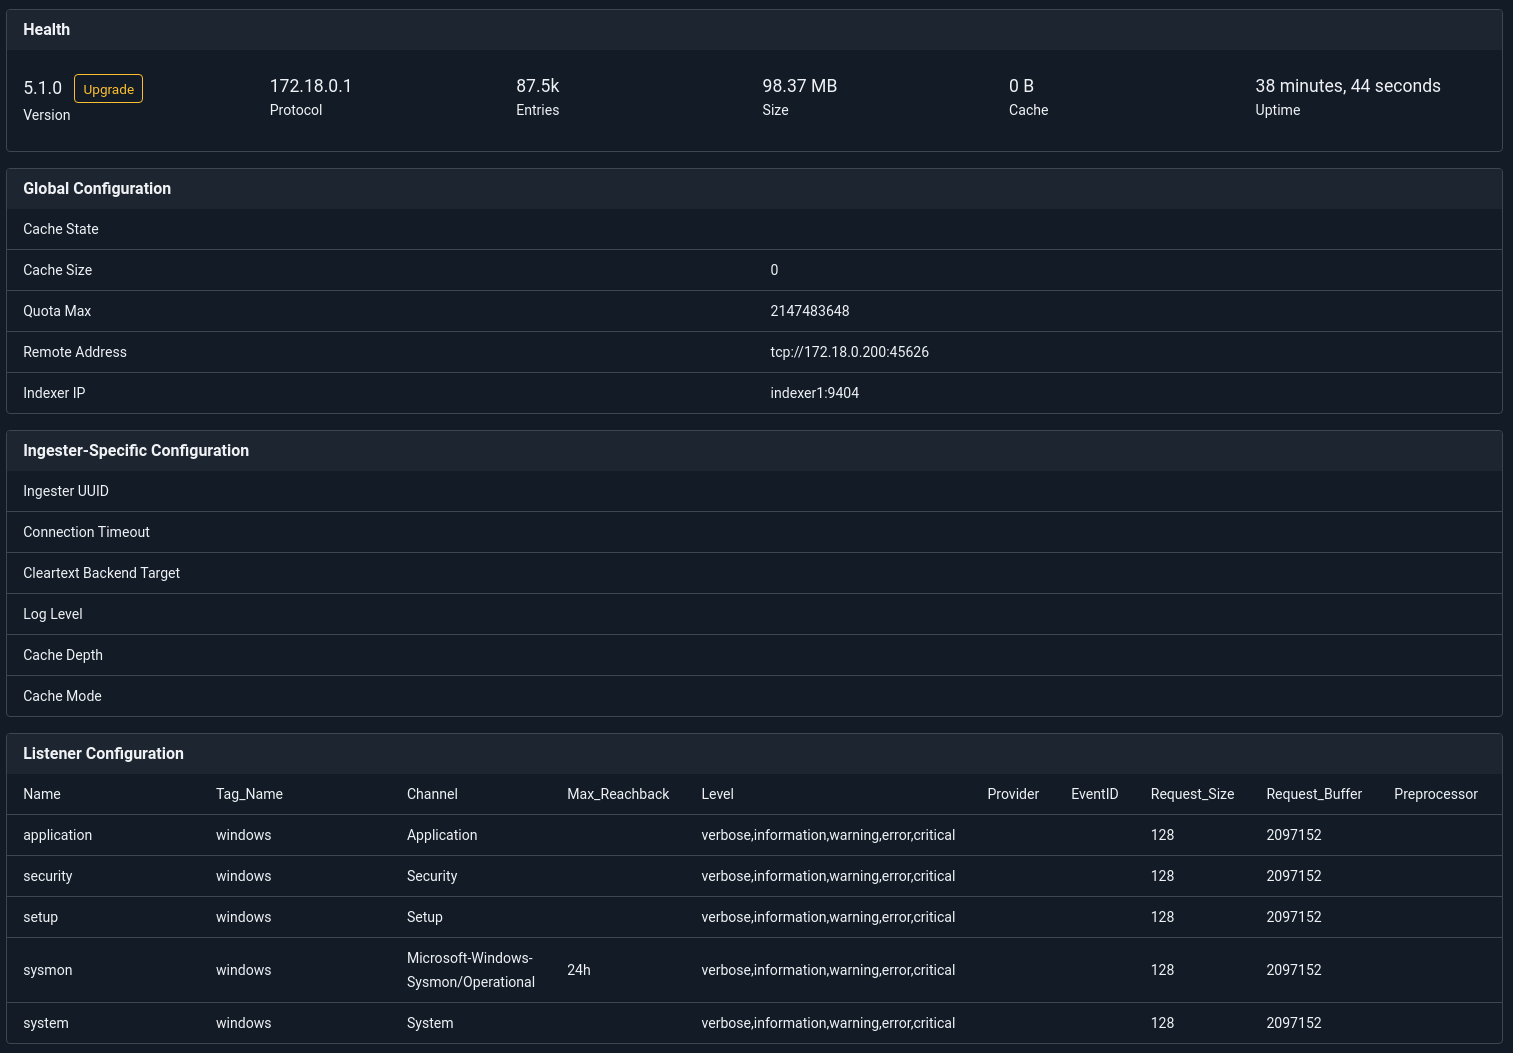 Health
5.1.0 Upgrade 172.18.0.1 87.5k 98.37 MB 0 B 38 minutes, 44 seconds
Version Protocol Entries Size Cache Uptime
Global Configuration
Cache State
Cache Size 0
Quota Max 2147483648
Remote Address tcp://172.18.0.200:45626
Indexer IP indexer1:9404
Ingester-Specific Configuration
Ingester UUID
Connection Timeout
Cleartext Backend Target
Log Level
Cache Depth
Cache Mode
Listener Configuration
Name Tag_Name Channel Max_Reachback Level Provider EventID Request_Size Request_Buffer Preprocessor
application windows Application verbose,information,warning,error,critical 128 2097152
security windows Security verbose,information,warning,error,critical 128 2097152
setup windows Setup verbose,information,warning,error,critical 128 2097152
sysmon windows Microsoft-Windows-
Sysmon/Operational 24h verbose,information,warning,error,critical 128 2097152
system windows System verbose,information,warning,error,critical 128 2097152